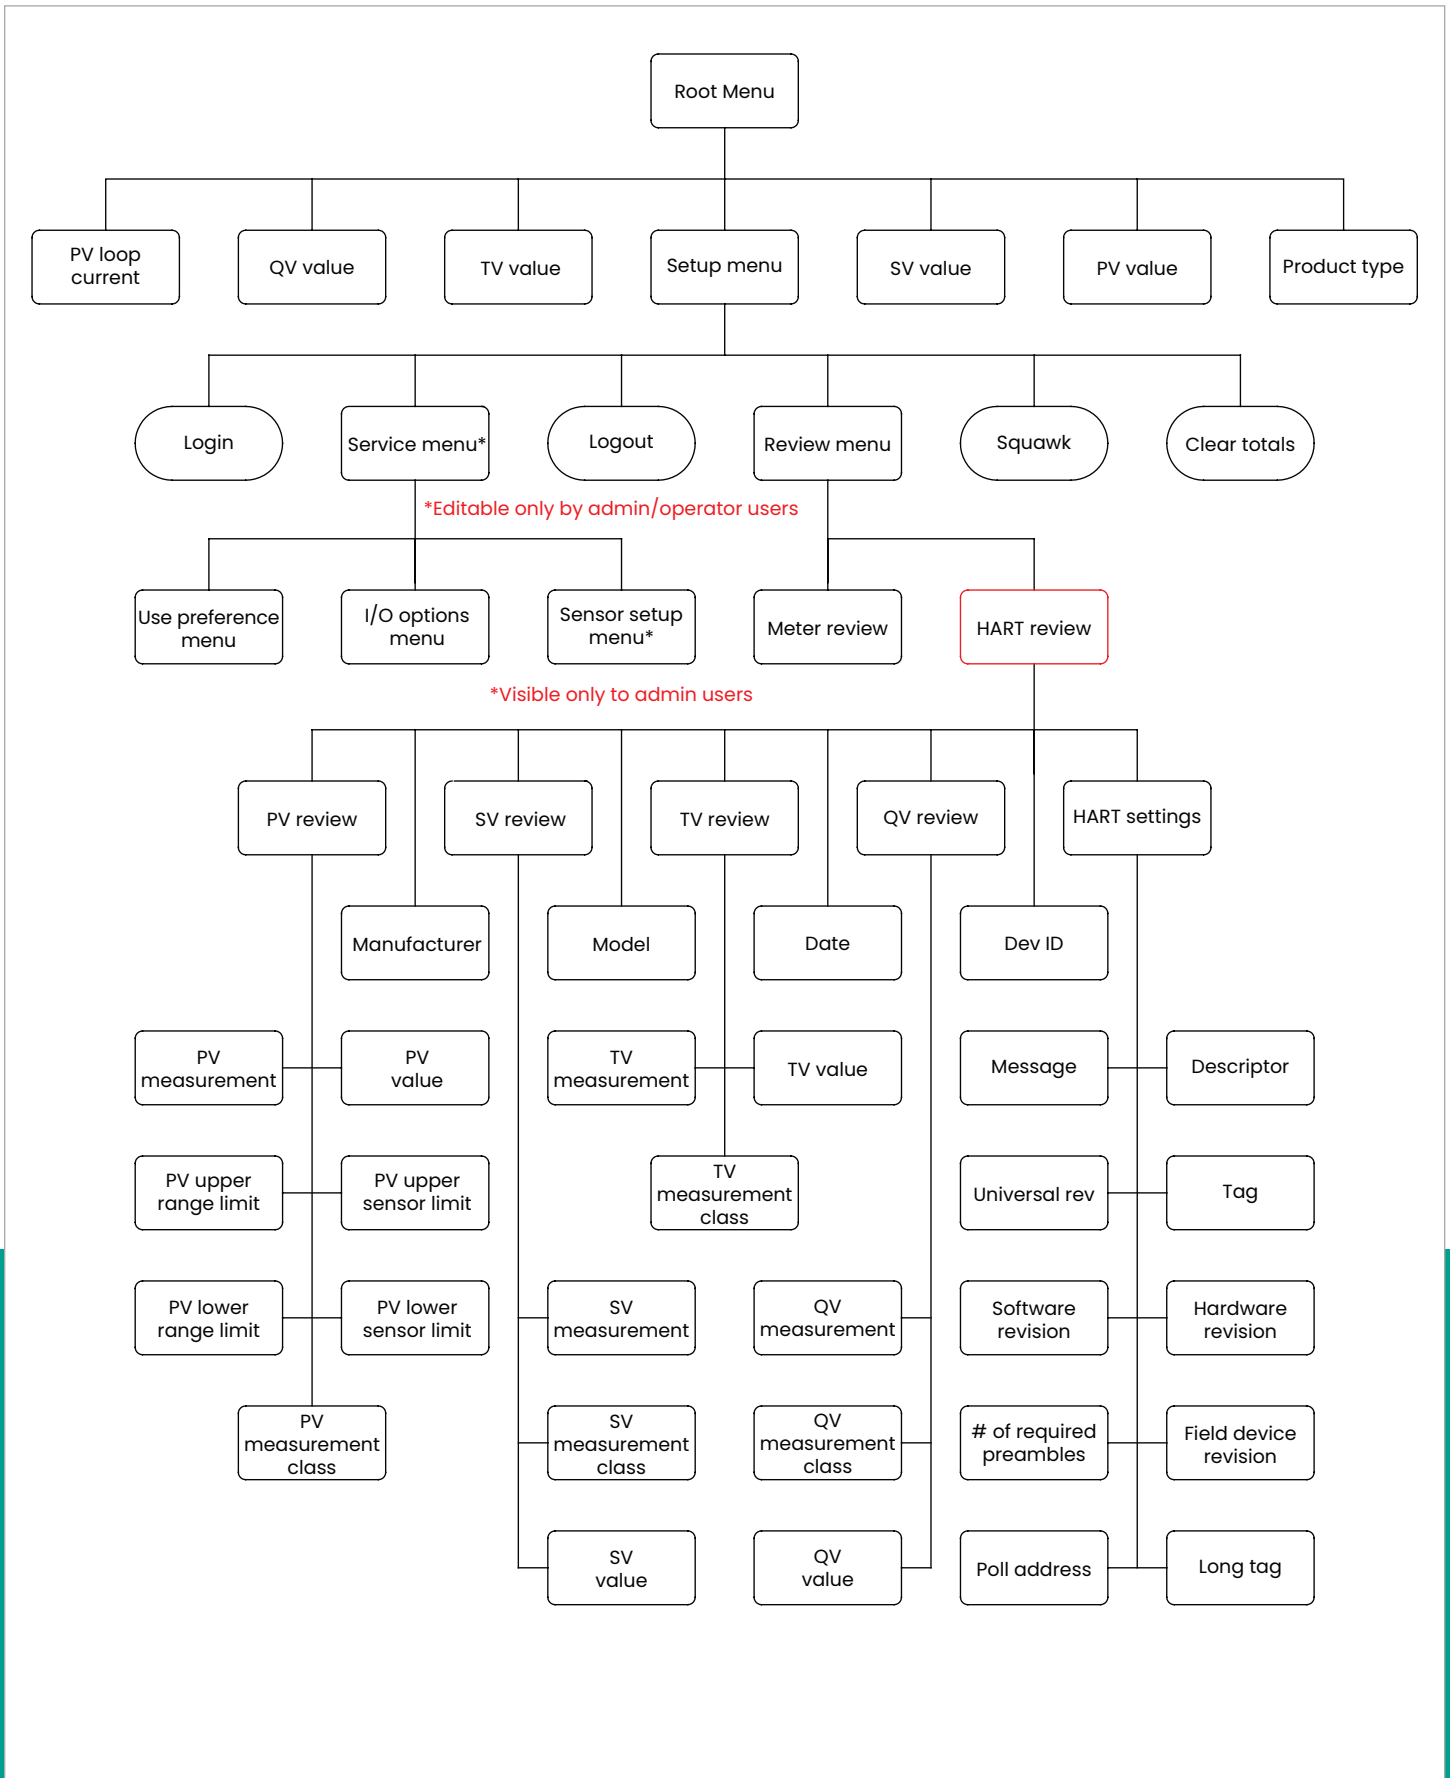 Root Menu
PV loop
current
QV value
TV value
Setup menu
SV value
PV value
Product type
Login
Service menu*
Logout
Review menu
Squawk
Clear totals
*Editable only by admin/operator users
Use preference
menu
I/O options
menu
Sensor setup
menu*
Meter review
HART review
*Visible only to admin users
PV review
SV review
TV review
QV review
HART settings
Manufacturer
Model
Date
Dev ID
PV
measurement
PV
value
TV
measurement
TV value
Message
Descriptor
PV upper
range limit
PV upper
sensor limit
TV
measurement
class
Universal rev
Tag
PV lower
range limit
PV lower
sensor limit
SV
measurement
QV
measurement
Software
revision
Hardware
revision
PV
measurement
class
SV
measurement
class
QV
measurement
class
# of required
preambles
Field device
revision
SV
value
QV
value
Poll address
Long tag